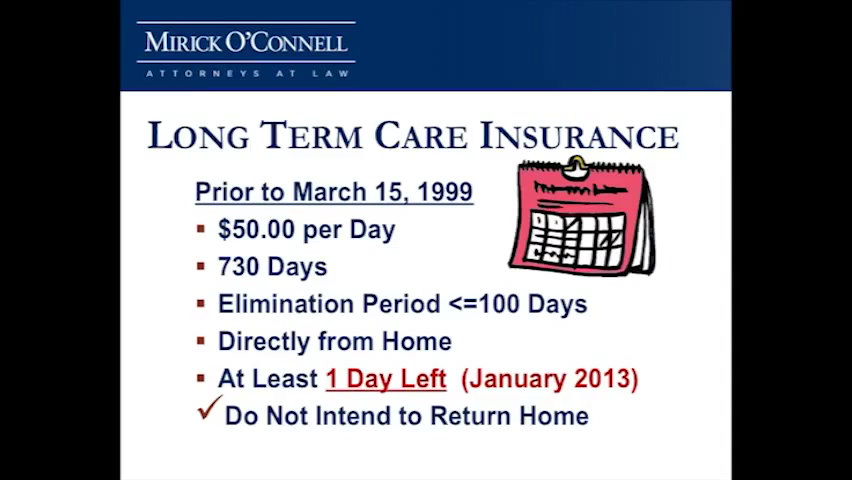 MIRICK O'CONNELL
ATTORNEYS AT LAW
LONG TERM CARE INSURANCE
Prior to March 15, 1999
▪ $50.00 per Day
▪ 730 Days
▪ Elimination Period <=100 Days
▪ Directly from Home
▪ At Least 1 Day Left (January 2013)
✓ Do Not Intend to Return Home